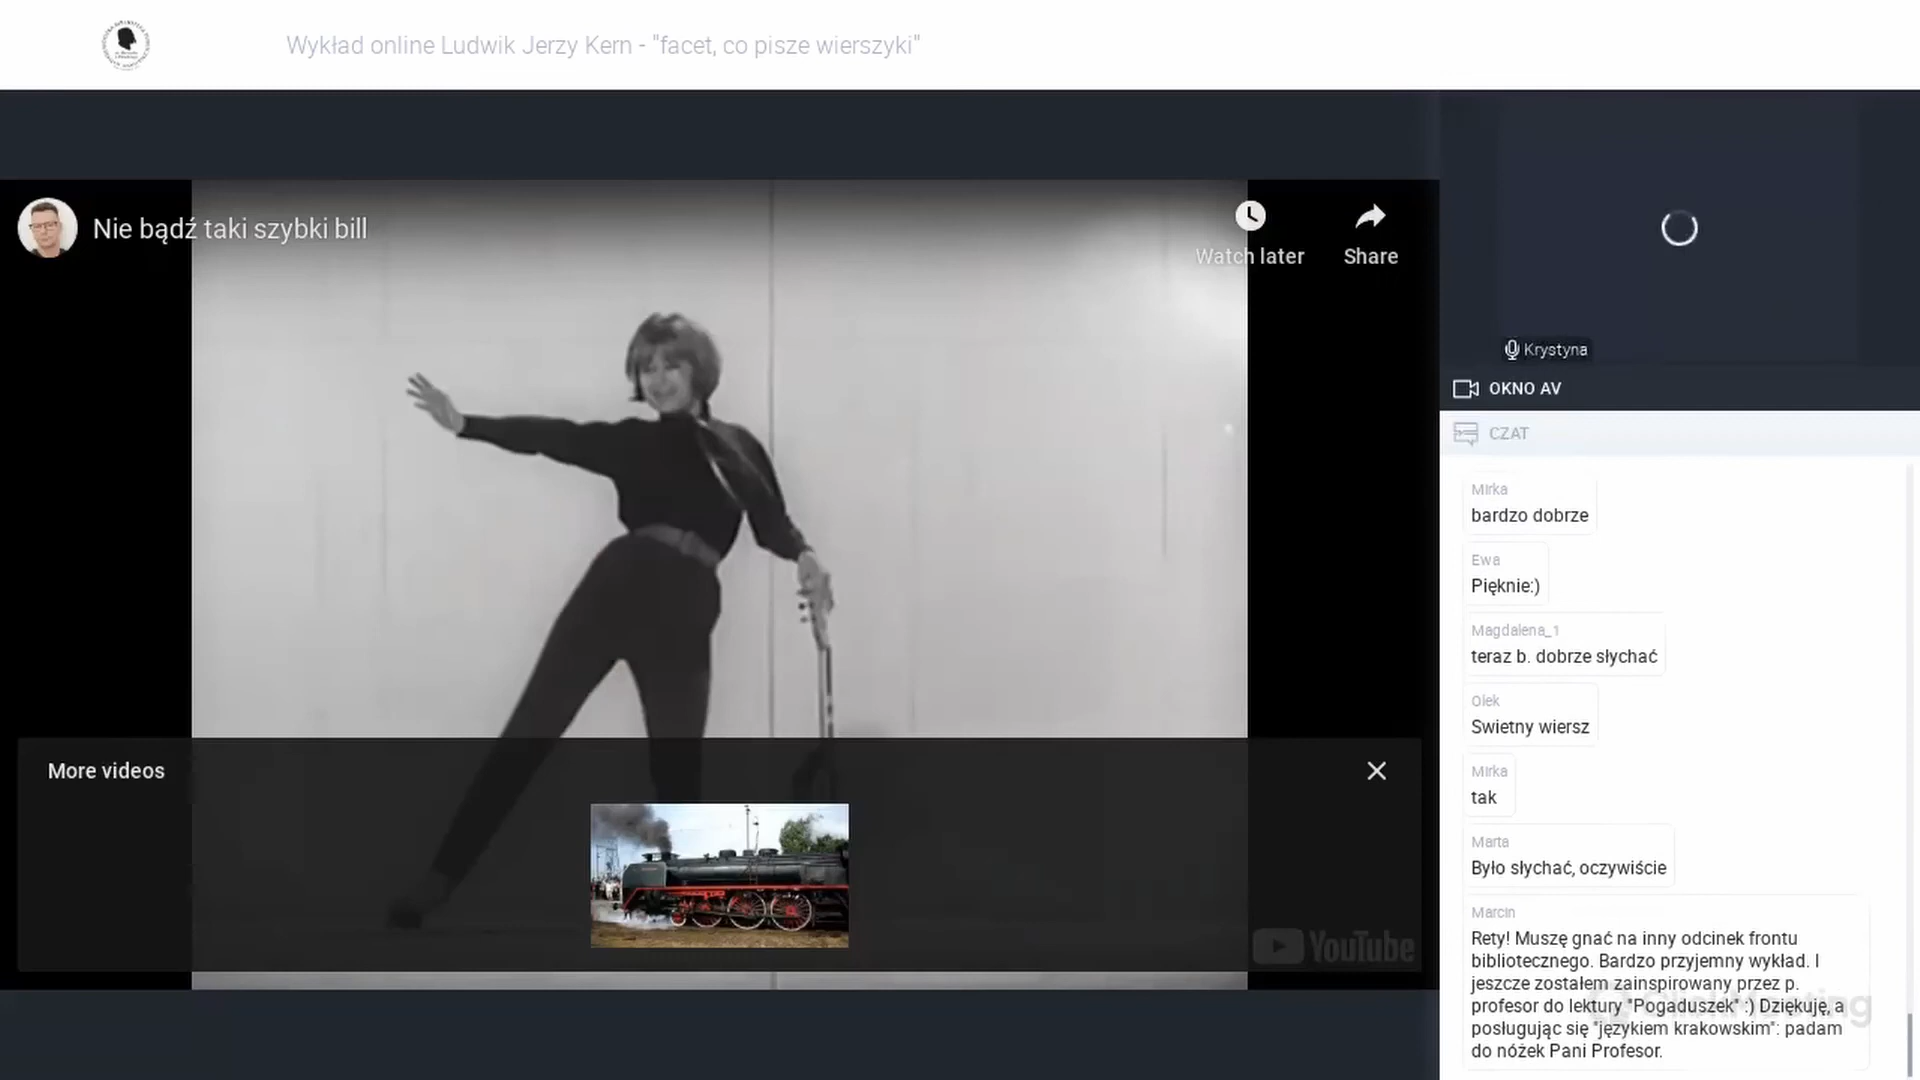 Wykład online Ludwik Jerzy Kern - "facet, co pisze wierszyki"
Nie bądź taki szybki bill
Watch later
Share
More videos
YouTube
Krystyna
OKNO AV
CZAT
Mirka
bardzo dobrze
Ewa
Pięknie:)
Magdalena_1
teraz b. dobrze słychać
Olek
Swietny wiersz
Mirka
tak
Marta
Było słychać, oczywiście
Marcin
Rety! Muszę gnać na inny odcinek frontu
bibliotecznego. Bardzo przyjemny wykład. I
jeszcze zostałem zainspirowany przez p.
profesor do lektury "Pogaduszek" :) Dziękuję, a
posługując się "językiem krakowskim": padam
do nóżek Pani Profesor.
ClickMeeting